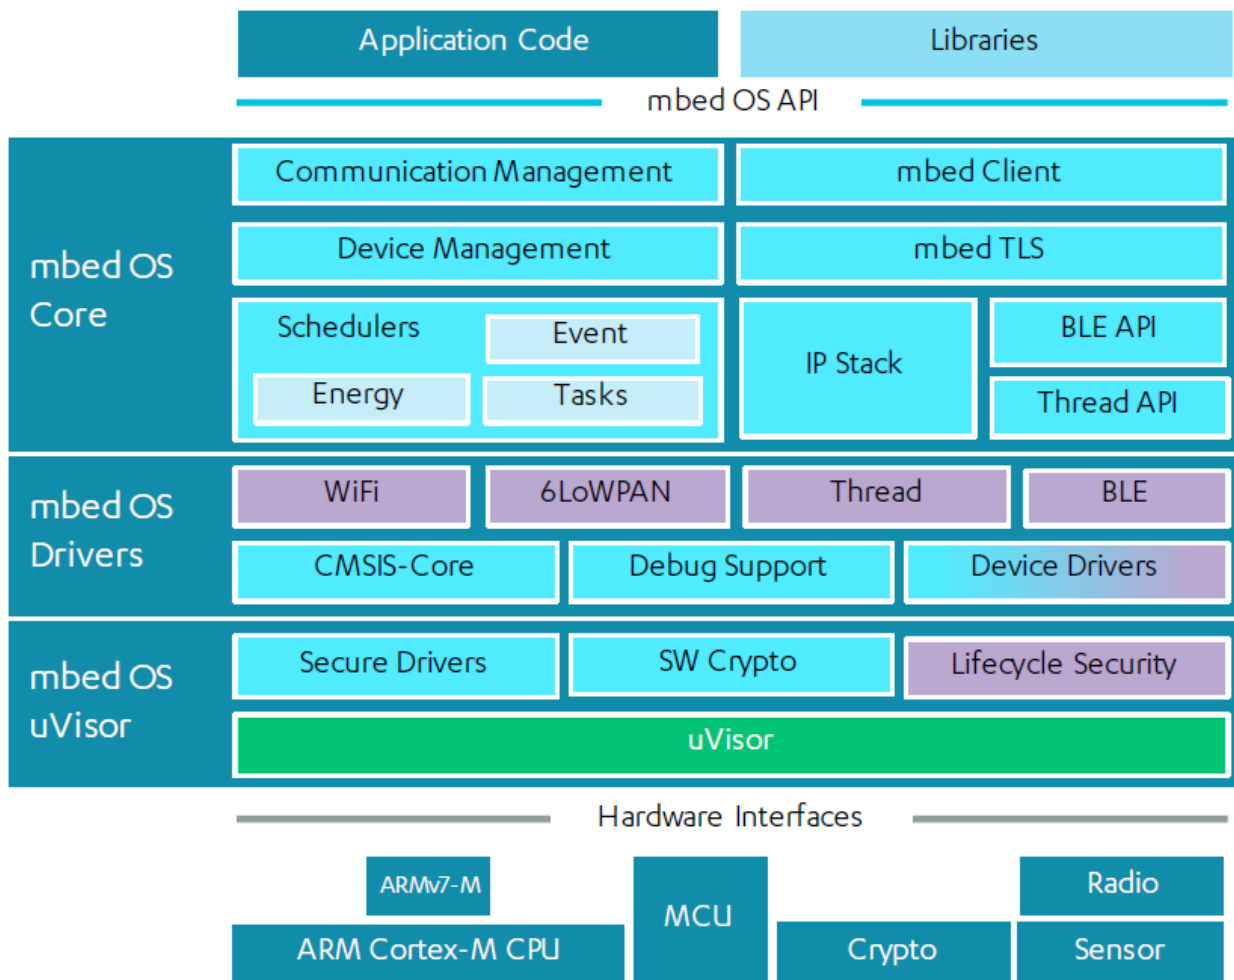 Application Code
Libraries
mbed OS API
mbed OS
Core
Communication Management
mbed Client
Device Management
mbed TLS
Schedulers
Event
Energy
Tasks
IP Stack
BLE API
Thread API
mbed OS
Drivers
WiFi
6LoWPAN
Thread
BLE
CMSIS-Core
Debug Support
Device Drivers
mbed OS
uVisor
Secure Drivers
SW Crypto
Lifecycle Security
uVisor
Hardware Interfaces
ARMv7-M
ARM Cortex-M CPU
MCU
Crypto
Radio
Sensor